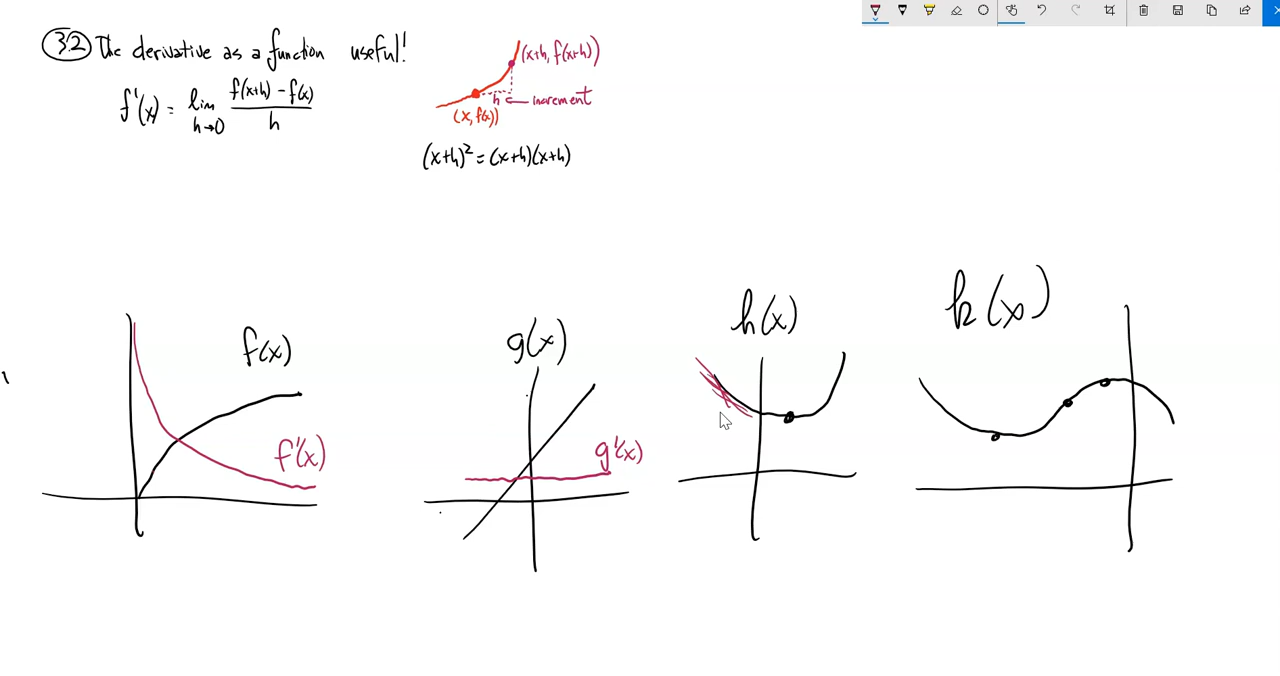 3.2 The derivative as a function useful!
f'(x) = lim h→0 f(x+h) - f(x) / h
(x+h, f(x+h))
h ← increment
(x, f(x))
(x+h)² = (x+h)(x+h)
f(x)
f'(x)
g(x)
g'(x)
h(x)
k(x)